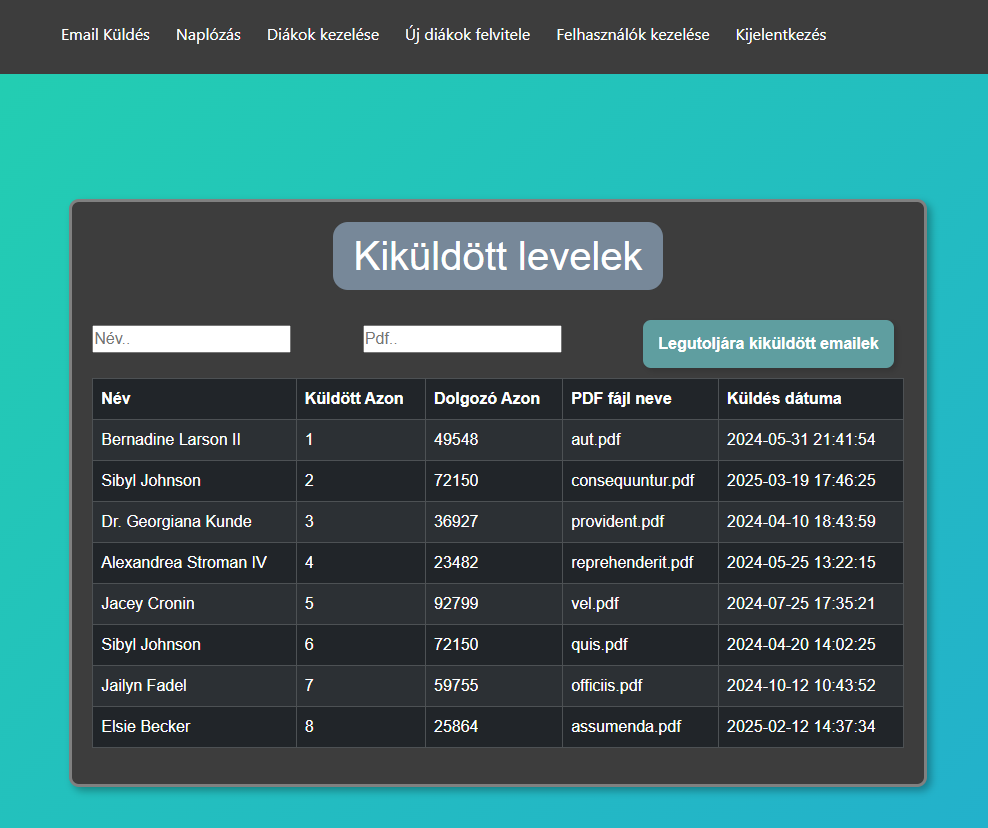 Email Küldés Naplózás Diákok kezelése Új diákok felvitele Felhasználók kezelése Kijelentkezés
Kiküldött levelek
Név.. Pdf.. Legutoljára kiküldött emailek
Név Küldött Azon Dolgozó Azon PDF fájl neve Küldés dátuma
Bernadine Larson II 1 49548 aut.pdf 2024-05-31 21:41:54
Sibyl Johnson 2 72150 consequuntur.pdf 2025-03-19 17:46:25
Dr. Georgiana Kunde 3 36927 provident.pdf 2024-04-10 18:43:59
Alexandrea Stroman IV 4 23482 reprehenderit.pdf 2024-05-25 13:22:15
Jacey Cronin 5 92799 vel.pdf 2024-07-25 17:35:21
Sibyl Johnson 6 72150 quis.pdf 2024-04-20 14:02:25
Jailyn Fadel 7 59755 officiis.pdf 2024-10-12 10:43:52
Elsie Becker 8 25864 assumenda.pdf 2025-02-12 14:37:34